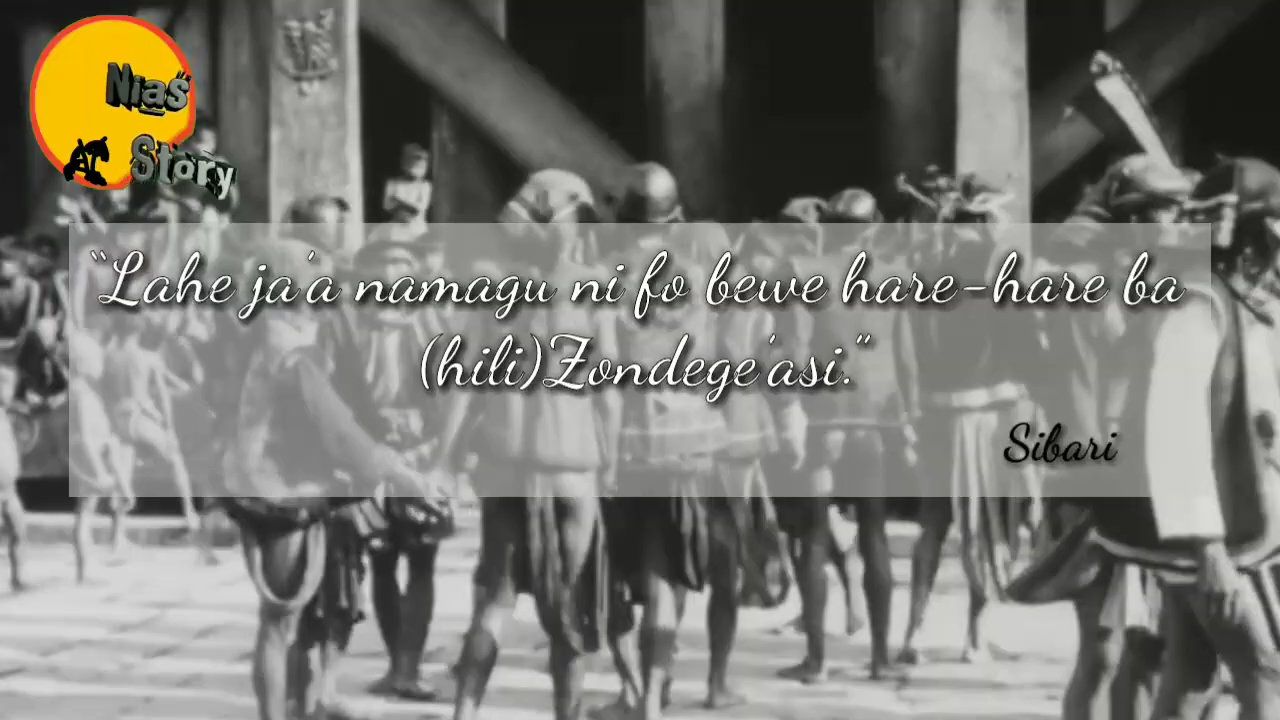 Nias
Story
“Lahe ja'a namagu ni fo bewe hare-hare ba
(hili)Zondege'asi.”
Sibari